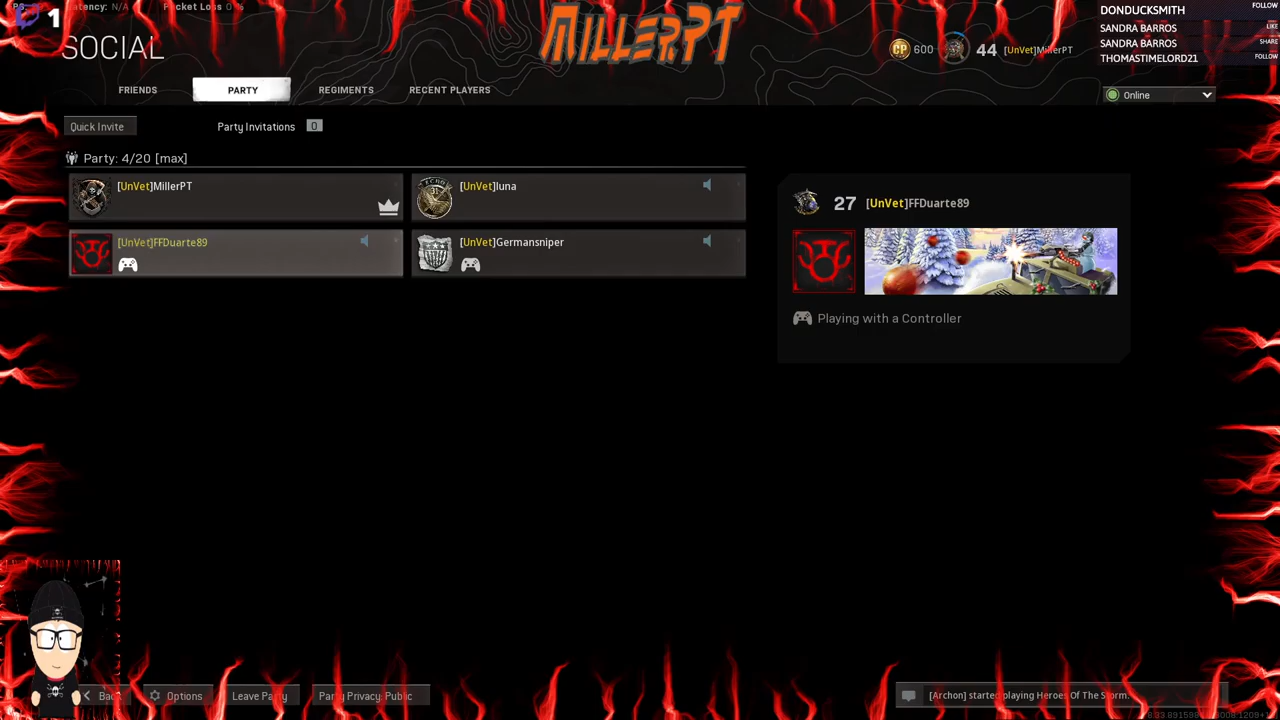 Latency: N/A Packet Loss 0 %
1
SOCIAL
MILLERPT
CP 600 44 [UnVet]MillerPT
DONDUCKSMITH FOLLOW
SANDRA BARROS LIKE
SANDRA BARROS SHARE
THOMASTIMELORD21 FOLLOW
FRIENDS PARTY REGIMENTS RECENT PLAYERS
Online
Quick Invite Party Invitations 0
Party: 4/20 [max]
[UnVet]MillerPT
[UnVet]luna
[UnVet]FFDuarte89
[UnVet]Germansniper
27 [UnVet]FFDuarte89
Playing with a Controller
Back Options Leave Party Party Privacy: Public
[Archon] started playing Heroes Of The Storm.